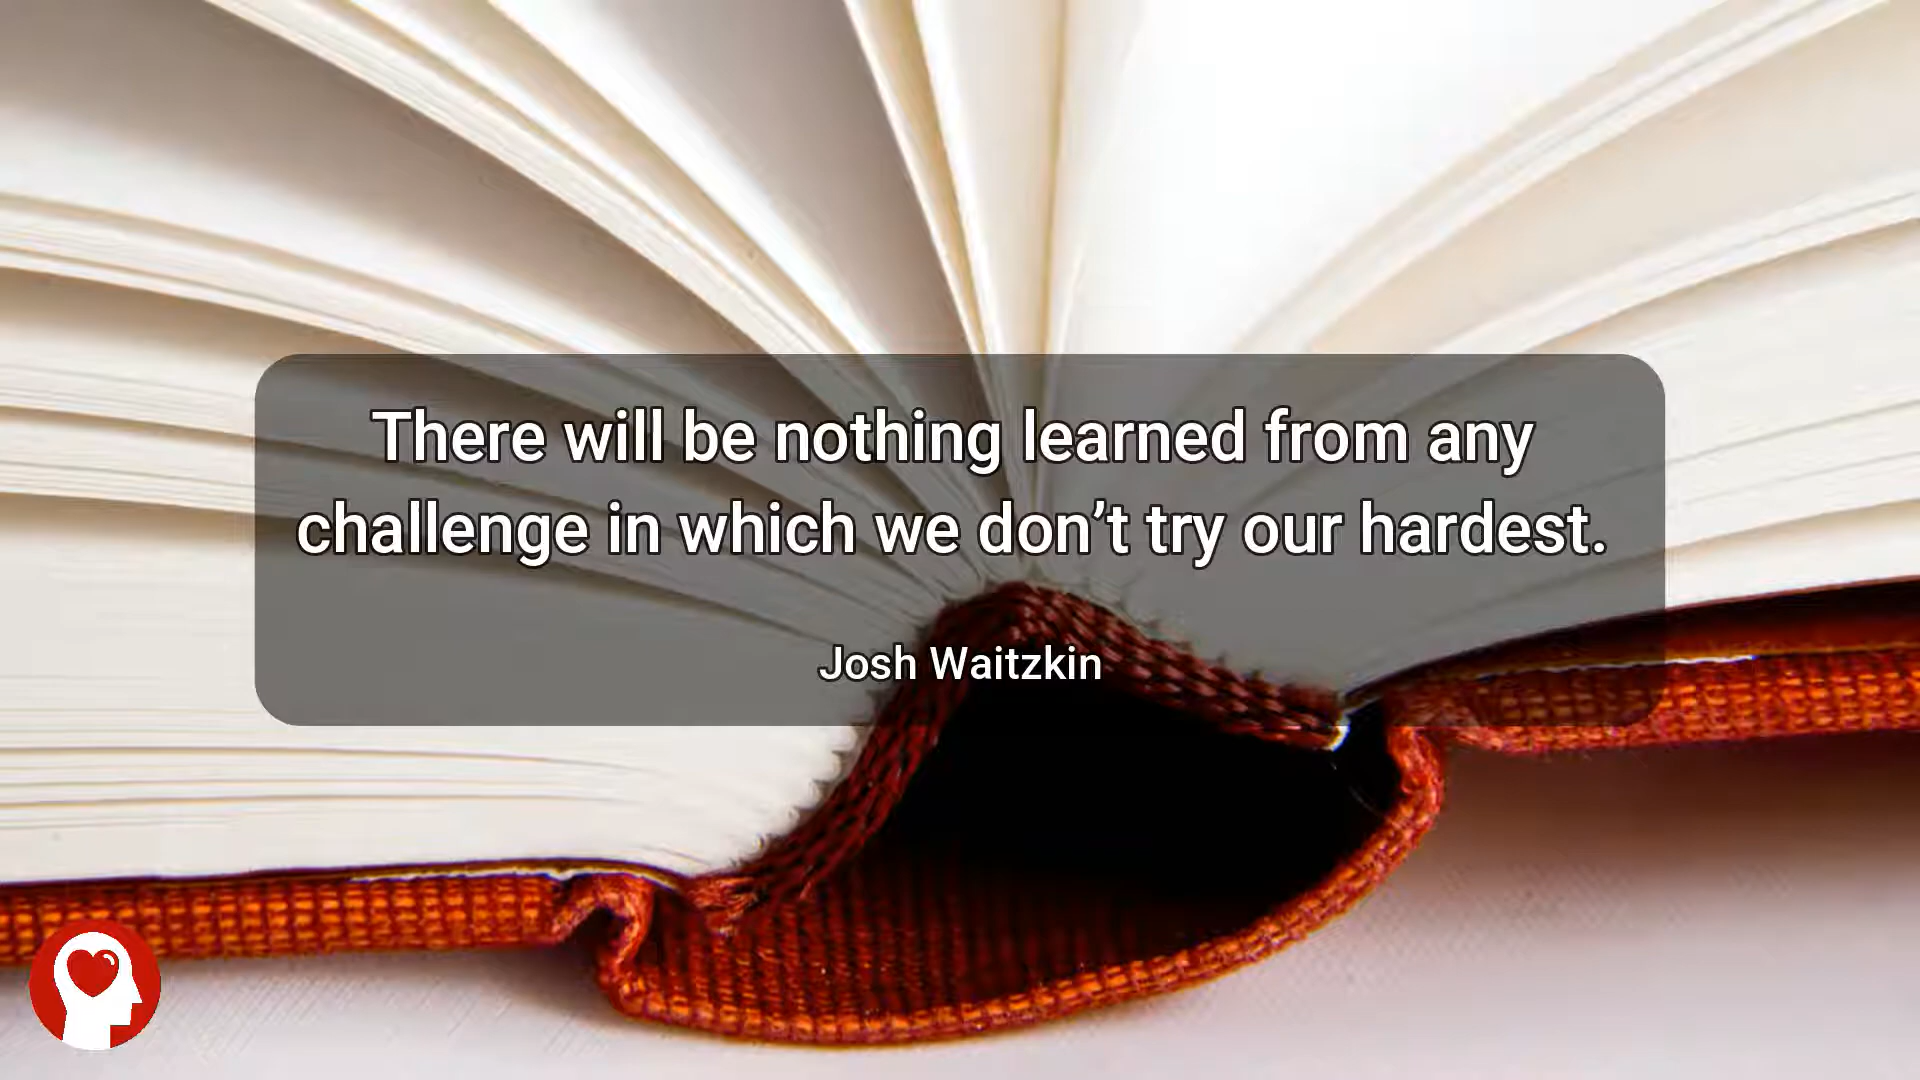 There will be nothing learned from any
challenge in which we don’t try our hardest.
Josh Waitzkin